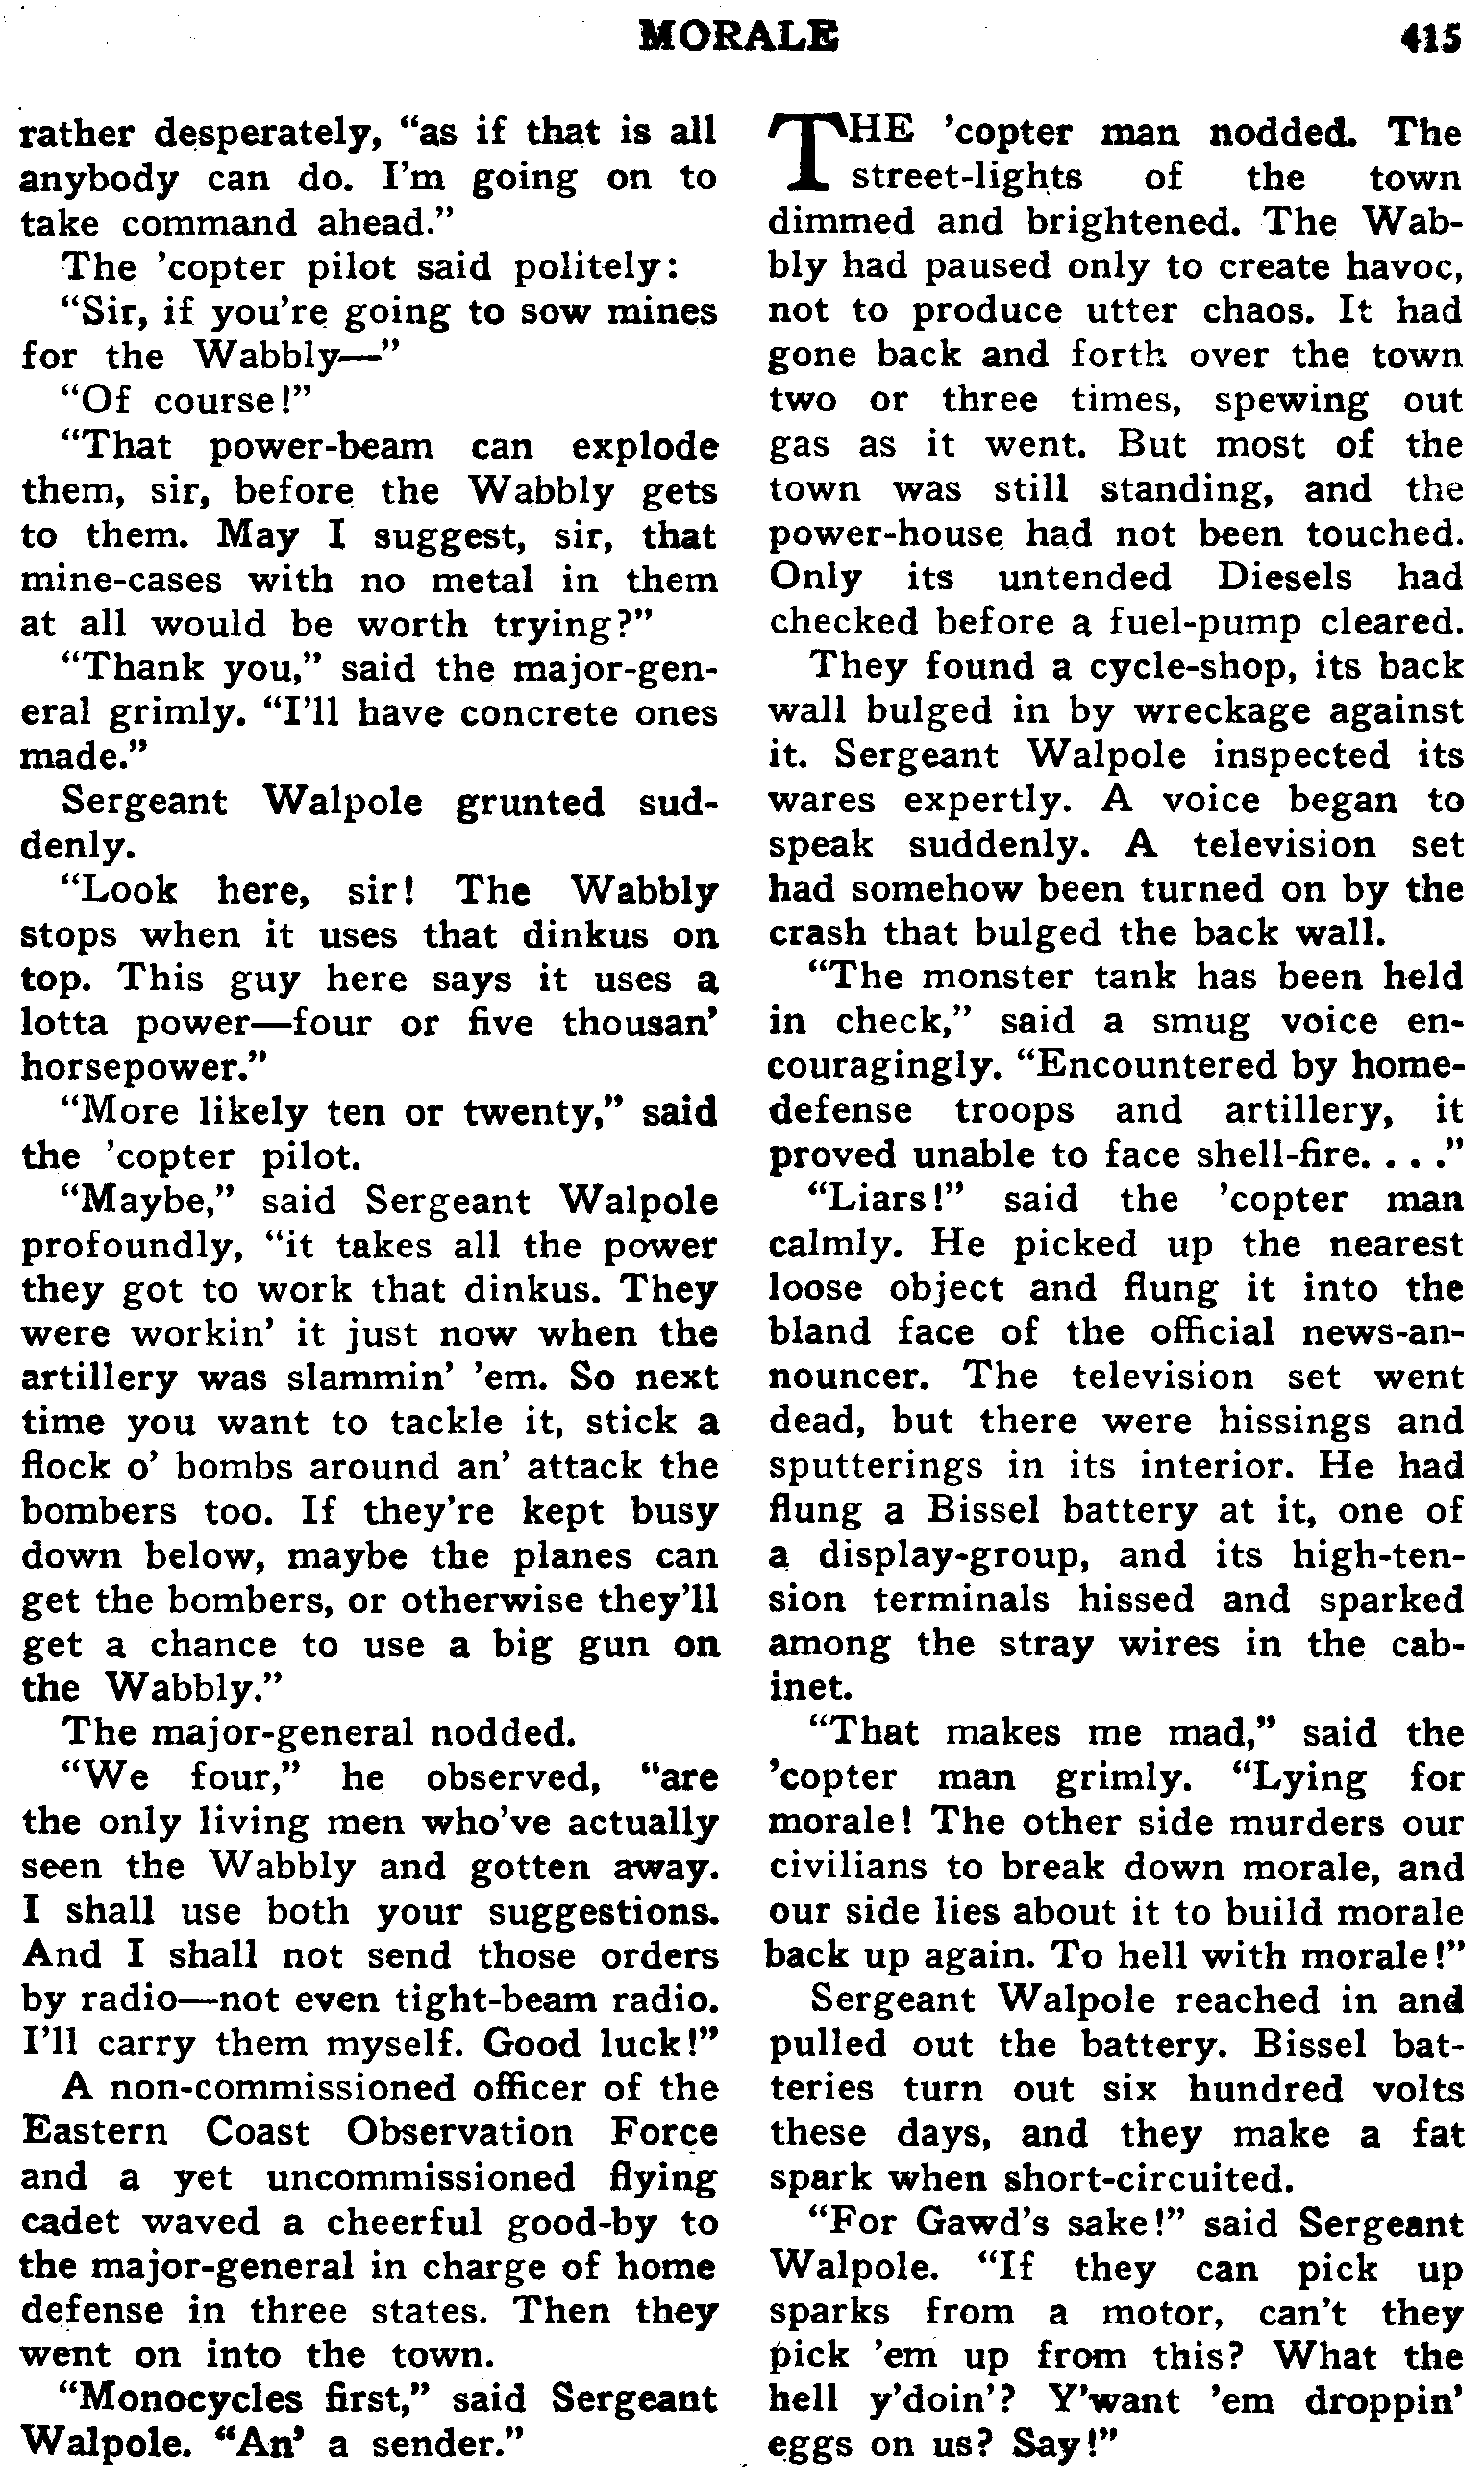 MORALE 415
rather desperately, “as if that is all
anybody can do. I'm going on to
take command ahead.”
The 'copter pilot said politely:
“Sir, if you're going to sow mines
for the Wabbly—”
“Of course!”
“That power-beam can explode
them, sir, before the Wabbly gets
to them. May I suggest, sir, that
mine-cases with no metal in them
at all would be worth trying?”
“Thank you,” said the major-gen-
eral grimly. “I'll have concrete ones
made.”
Sergeant Walpole grunted sud-
denly.
“Look here, sir! The Wabbly
stops when it uses that dinkus on
top. This guy here says it uses a
lotta power—four or five thousan'
horsepower.”
“More likely ten or twenty,” said
the 'copter pilot.
“Maybe,” said Sergeant Walpole
profoundly, “it takes all the power
they got to work that dinkus. They
were workin' it just now when the
artillery was slammin' 'em. So next
time you want to tackle it, stick a
flock o' bombs around an' attack the
bombers too. If they're kept busy
down below, maybe the planes can
get the bombers, or otherwise they'll
get a chance to use a big gun on
the Wabbly.”
The major-general nodded.
“We four,” he observed, “are
the only living men who've actually
seen the Wabbly and gotten away.
I shall use both your suggestions.
And I shall not send those orders
by radio—not even tight-beam radio.
I'll carry them myself. Good luck!”
A non-commissioned officer of the
Eastern Coast Observation Force
and a yet uncommissioned flying
cadet waved a cheerful good-by to
the major-general in charge of home
defense in three states. Then they
went on into the town.
“Monocycles first,” said Sergeant
Walpole. “An' a sender.”
THE 'copter man nodded. The
street-lights of the town
dimmed and brightened. The Wab-
bly had paused only to create havoc,
not to produce utter chaos. It had
gone back and forth over the town
two or three times, spewing out
gas as it went. But most of the
town was still standing, and the
power-house had not been touched.
Only its untended Diesels had
checked before a fuel-pump cleared.
They found a cycle-shop, its back
wall bulged in by wreckage against
it. Sergeant Walpole inspected its
wares expertly. A voice began to
speak suddenly. A television set
had somehow been turned on by the
crash that bulged the back wall.
“The monster tank has been held
in check,” said a smug voice en-
couragingly. “Encountered by home-
defense troops and artillery, it
proved unable to face shell-fire. . . .”
“Liars!” said the 'copter man
calmly. He picked up the nearest
loose object and flung it into the
bland face of the official news-an-
nouncer. The television set went
dead, but there were hissings and
sputterings in its interior. He had
flung a Bissel battery at it, one of
a display-group, and its high-ten-
sion terminals hissed and sparked
among the stray wires in the cab-
inet.
“That makes me mad,” said the
'copter man grimly. “Lying for
morale! The other side murders our
civilians to break down morale, and
our side lies about it to build morale
back up again. To hell with morale!”
Sergeant Walpole reached in and
pulled out the battery. Bissel bat-
teries turn out six hundred volts
these days, and they make a fat
spark when short-circuited.
“For Gawd's sake!” said Sergeant
Walpole. “If they can pick up
sparks from a motor, can't they
pick 'em up from this? What the
hell y'doin'? Y'want 'em droppin'
eggs on us? Say!”